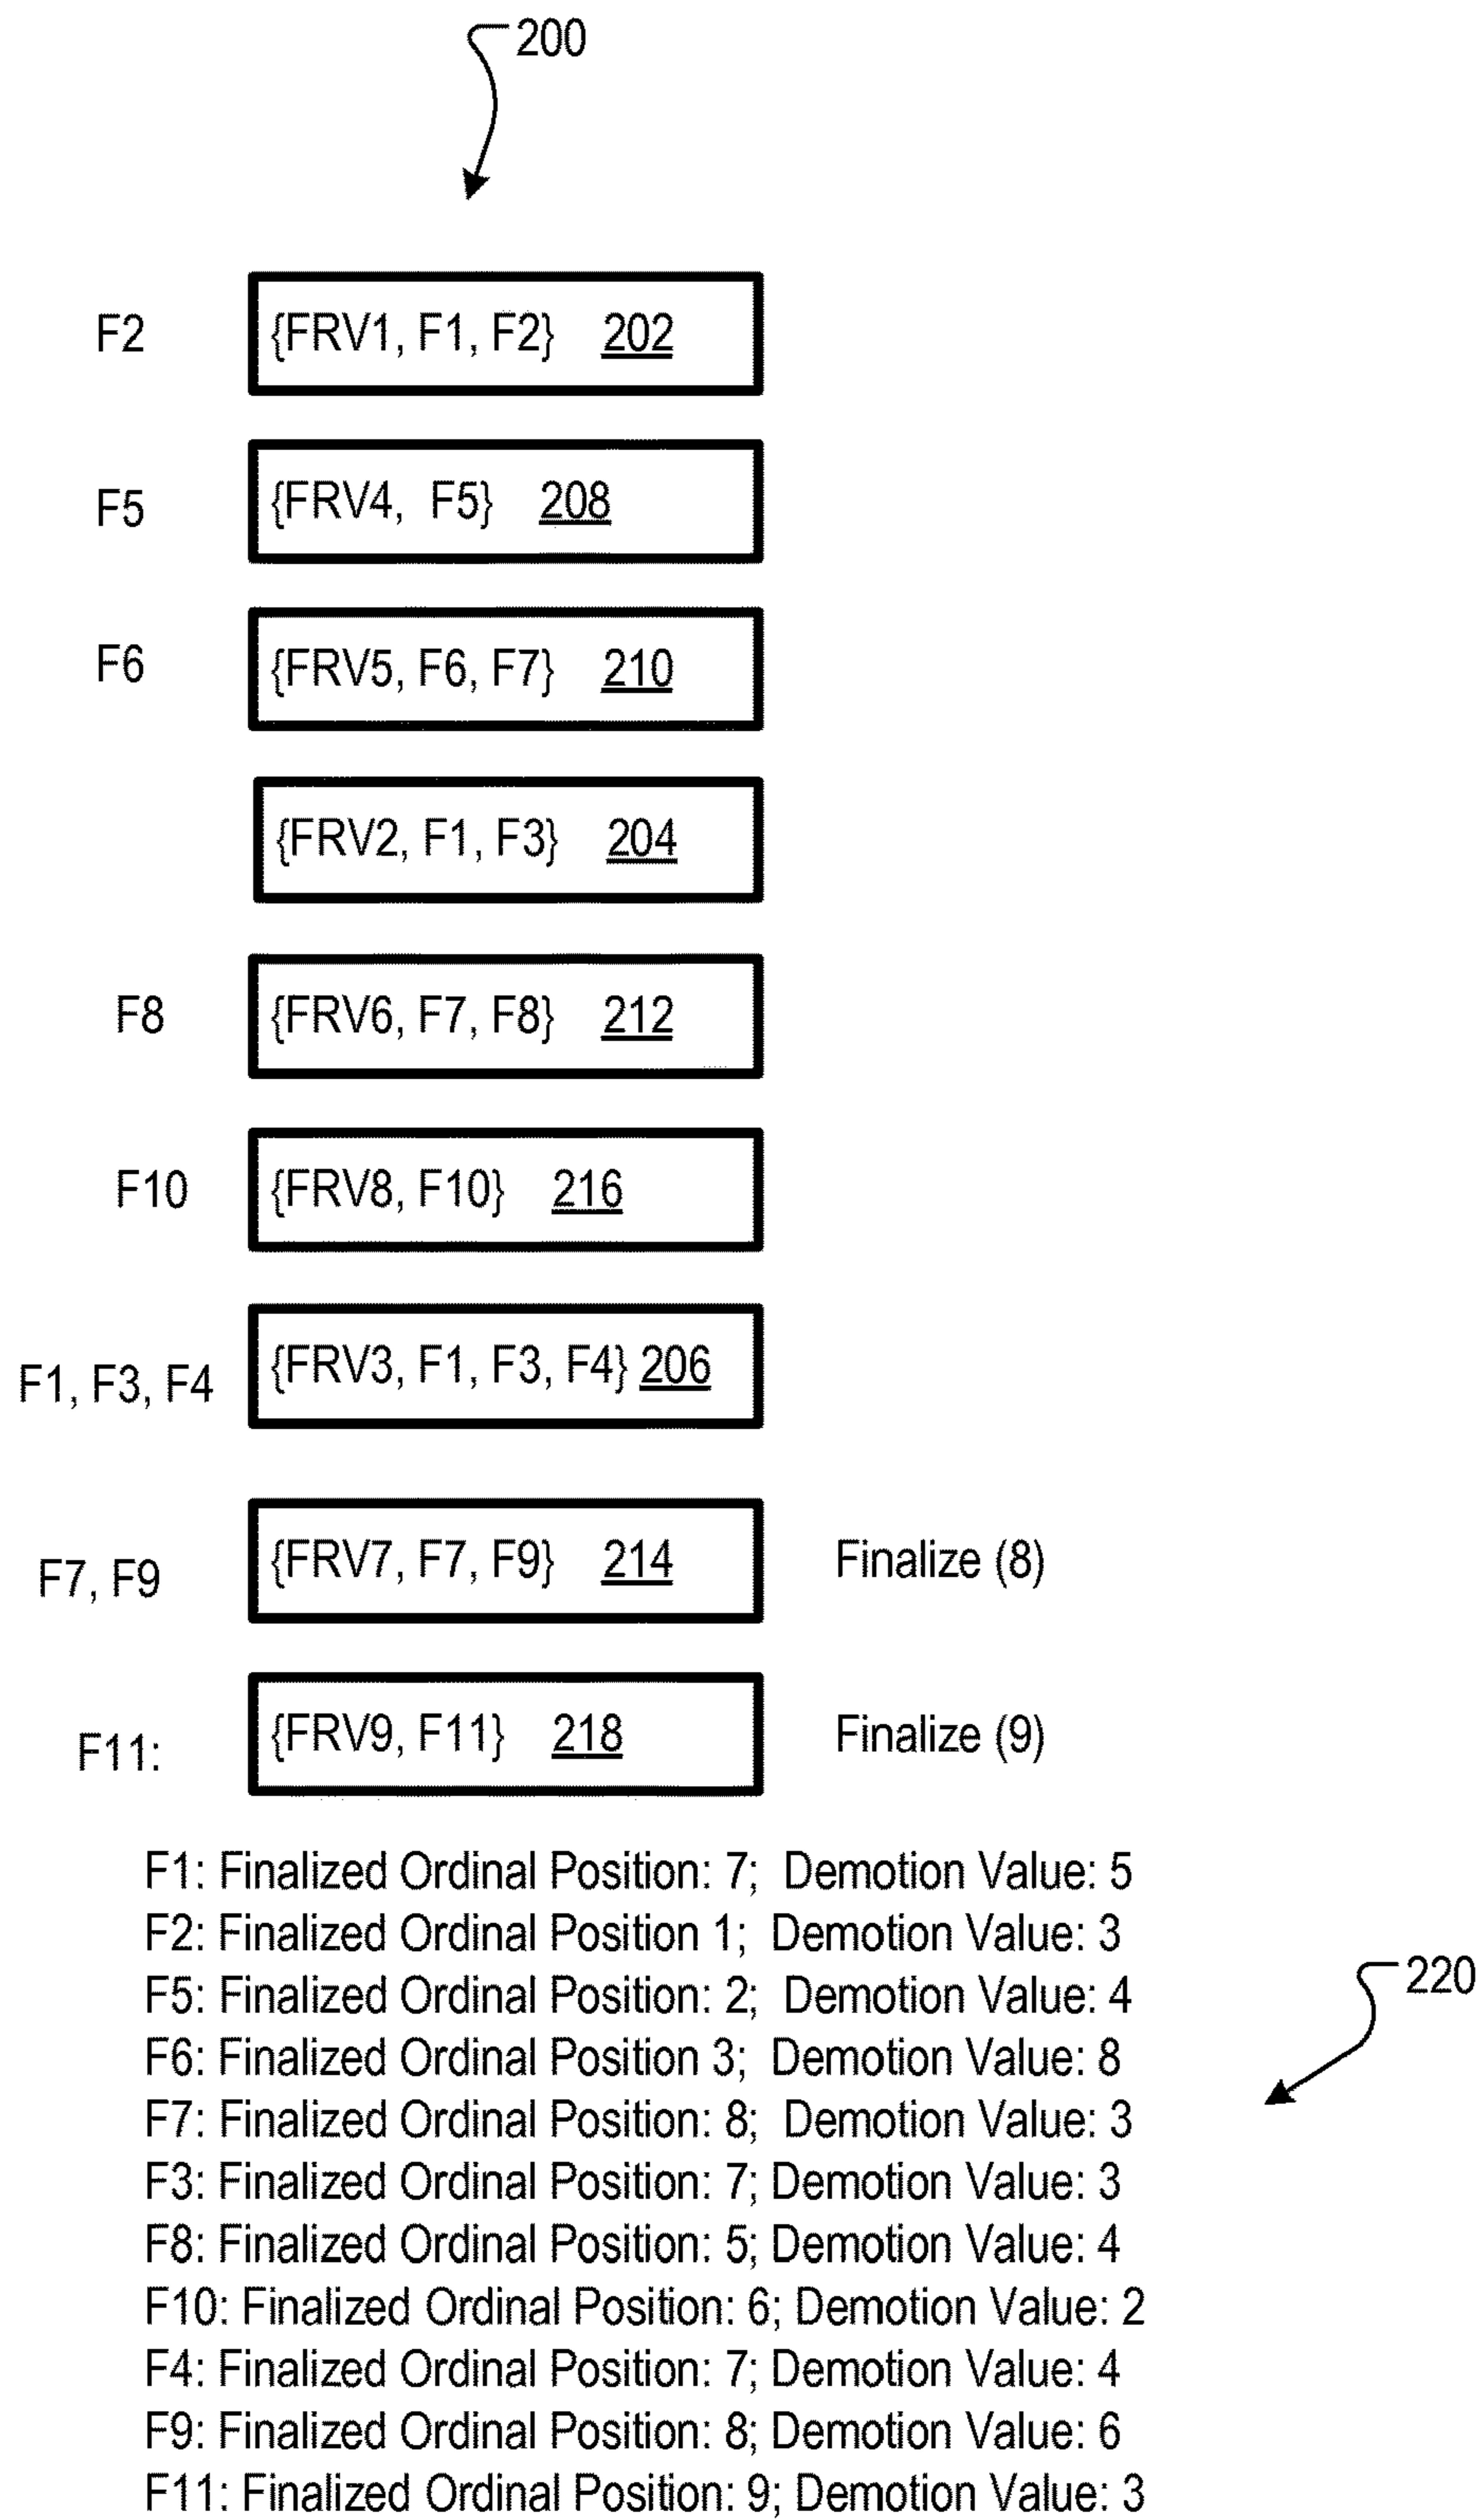 200
F2 {FRV1, F1, F2} 202
F5 {FRV4, F5} 208
F6 {FRV5, F6, F7} 210
{FRV2, F1, F3} 204
F8 {FRV6, F7, F8} 212
F10 {FRV8, F10} 216
F1, F3, F4 {FRV3, F1, F3, F4} 206
F7, F9 {FRV7, F7, F9} 214 Finalize (8)
F11: {FRV9, F11} 218 Finalize (9)
F1: Finalized Ordinal Position: 7; Demotion Value: 5
F2: Finalized Ordinal Position 1; Demotion Value: 3
F5: Finalized Ordinal Position: 2; Demotion Value: 4
220
F6: Finalized Ordinal Position 3; Demotion Value: 8
F7: Finalized Ordinal Position: 8; Demotion Value: 3
F3: Finalized Ordinal Position: 7; Demotion Value: 3
F8: Finalized Ordinal Position: 5; Demotion Value: 4
F10: Finalized Ordinal Position: 6; Demotion Value: 2
F4: Finalized Ordinal Position: 7; Demotion Value: 4
F9: Finalized Ordinal Position: 8; Demotion Value: 6
F11: Finalized Ordinal Position: 9; Demotion Value: 3